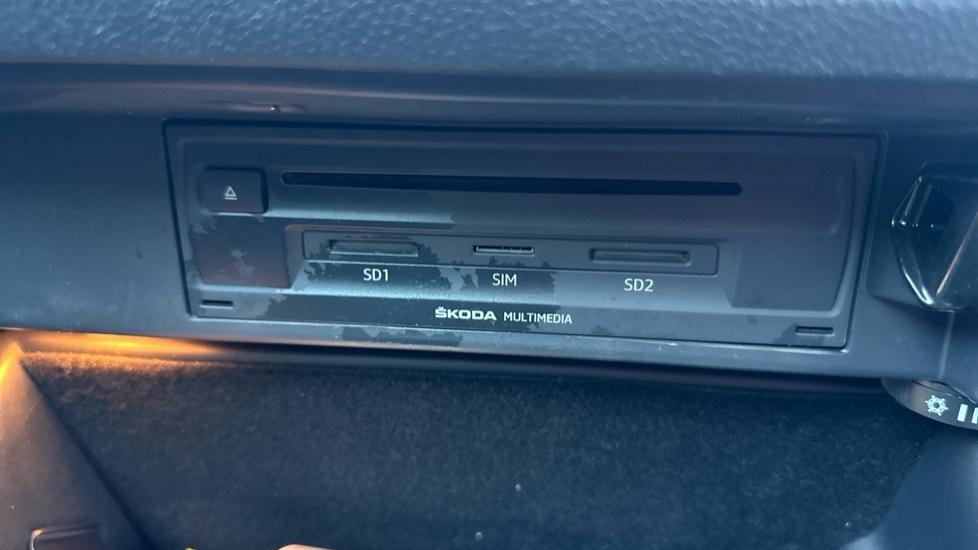 SD1 SIM SD2
ŠKODA MULTIMEDIA